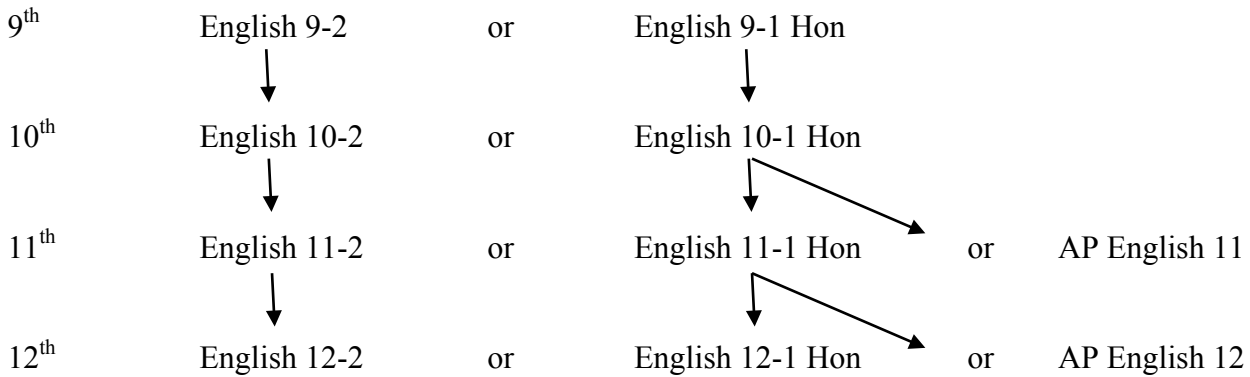 9th English 9-2 or English 9-1 Hon
10th English 10-2 or English 10-1 Hon
11th English 11-2 or English 11-1 Hon or AP English 11
12th English 12-2 or English 12-1 Hon or AP English 12